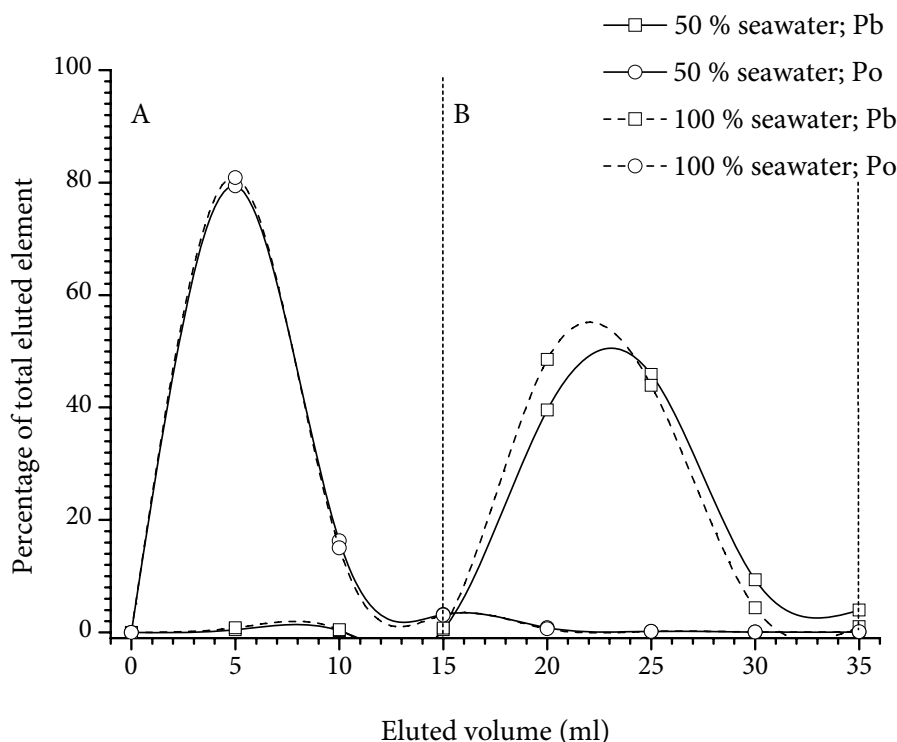 50 % seawater; Pb
50 % seawater; Po
100 % seawater; Pb
100 % seawater; Po
A
B
Percentage of total eluted element
100
80
60
40
20
0
0 5 10 15 20 25 30 35
Eluted volume (ml)